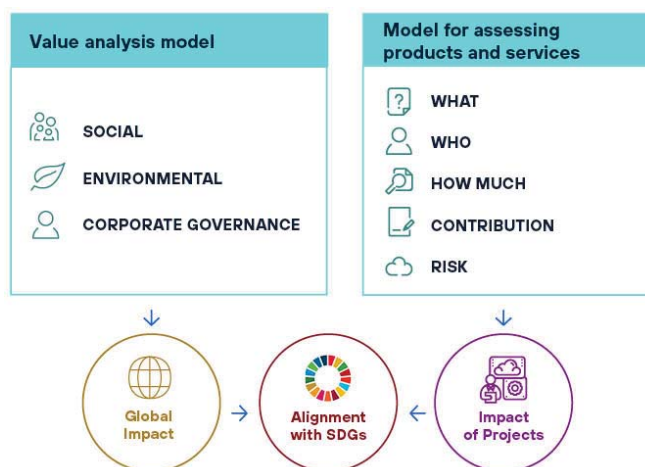 Value analysis model
SOCIAL
ENVIRONMENTAL
CORPORATE GOVERNANCE
Model for assessing
products and services
WHAT
WHO
HOW MUCH
CONTRIBUTION
RISK
Global
Impact
Alignment
with SDGs
Impact
of Projects